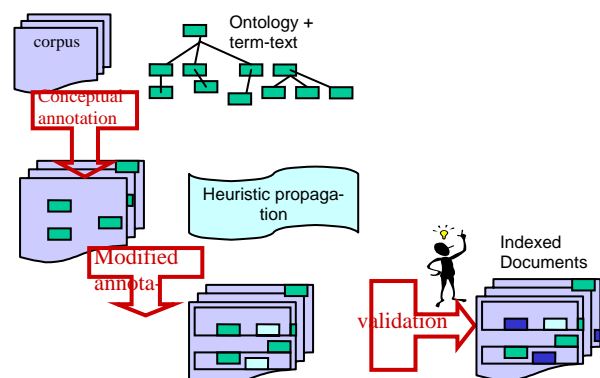 corpus
Ontology +
term-text
Conceptual
annotation
Heuristic propaga-
tion
Modified
annota-
Indexed
Documents
validation